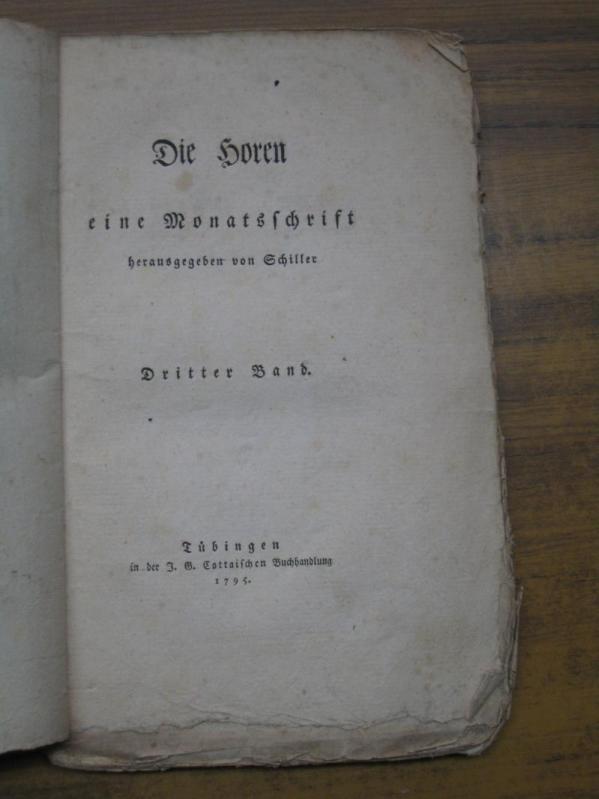 Die Horen
eine Monatsſchrift
herausgegeben von Schiller
Dritter Band.
Tübingen
in der J. G. Cottaiſchen Buchhandlung
1795.